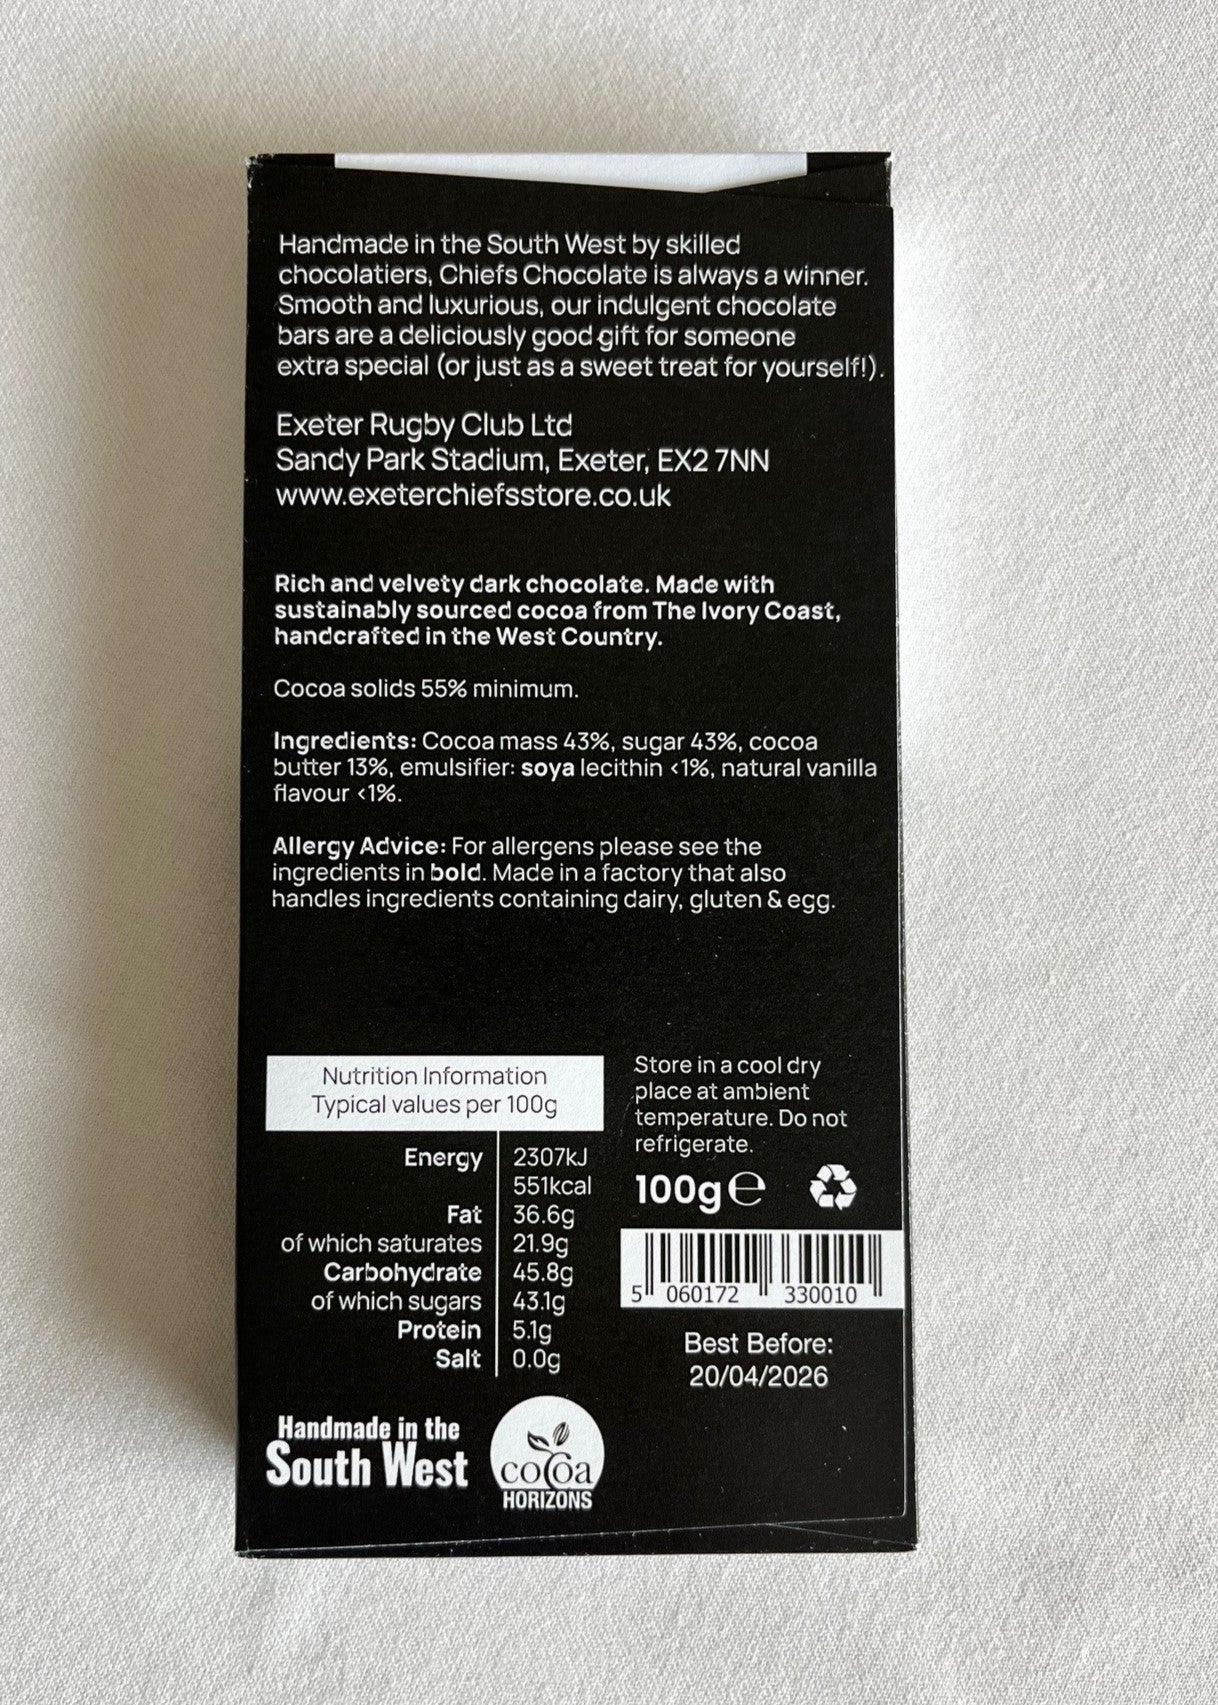 Handmade in the South West by skilled
chocolatiers, Chiefs Chocolate is always a winner.
Smooth and luxurious, our indulgent chocolate
bars are a deliciously good gift for someone
extra special (or just as a sweet treat for yourself!).
Exeter Rugby Club Ltd
Sandy Park Stadium, Exeter, EX2 7NN
www.exeterchiefsstore.co.uk
Rich and velvety dark chocolate. Made with
sustainably sourced cocoa from The Ivory Coast,
handcrafted in the West Country.
Cocoa solids 55% minimum.
Ingredients: Cocoa mass 43%, sugar 43%, cocoa
butter 13%, emulsifier: soya lecithin <1%, natural vanilla
flavour <1%.
Allergy Advice: For allergens please see the
ingredients in bold. Made in a factory that also
handles ingredients containing dairy, gluten & egg.
Nutrition Information
Typical values per 100g
Energy 2307kJ
551kcal
Fat 36.6g
of which saturates 21.9g
Carbohydrate 45.8g
of which sugars 43.1g
Protein 5.1g
Salt 0.0g
Store in a cool dry
place at ambient
temperature. Do not
refrigerate.
100g℮
5 060172 330010
Best Before:
20/04/2026
Handmade in the
South West
cocoa
HORIZONS